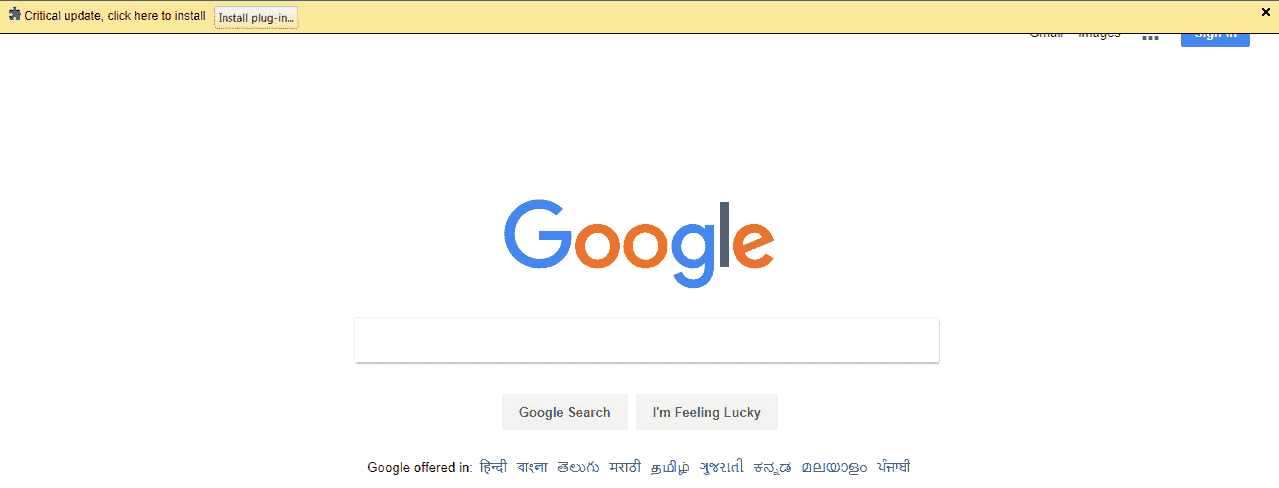 Critical update, click here to install Install plug-in...
Gmail Images Sign in
Google
Google Search I'm Feeling Lucky
Google offered in: हिन्दी বাংলা తెలుగు मराठी தமிழ் ગુજરાતી ಕನ್ನಡ മലയാളം ਪੰਜਾਬੀ